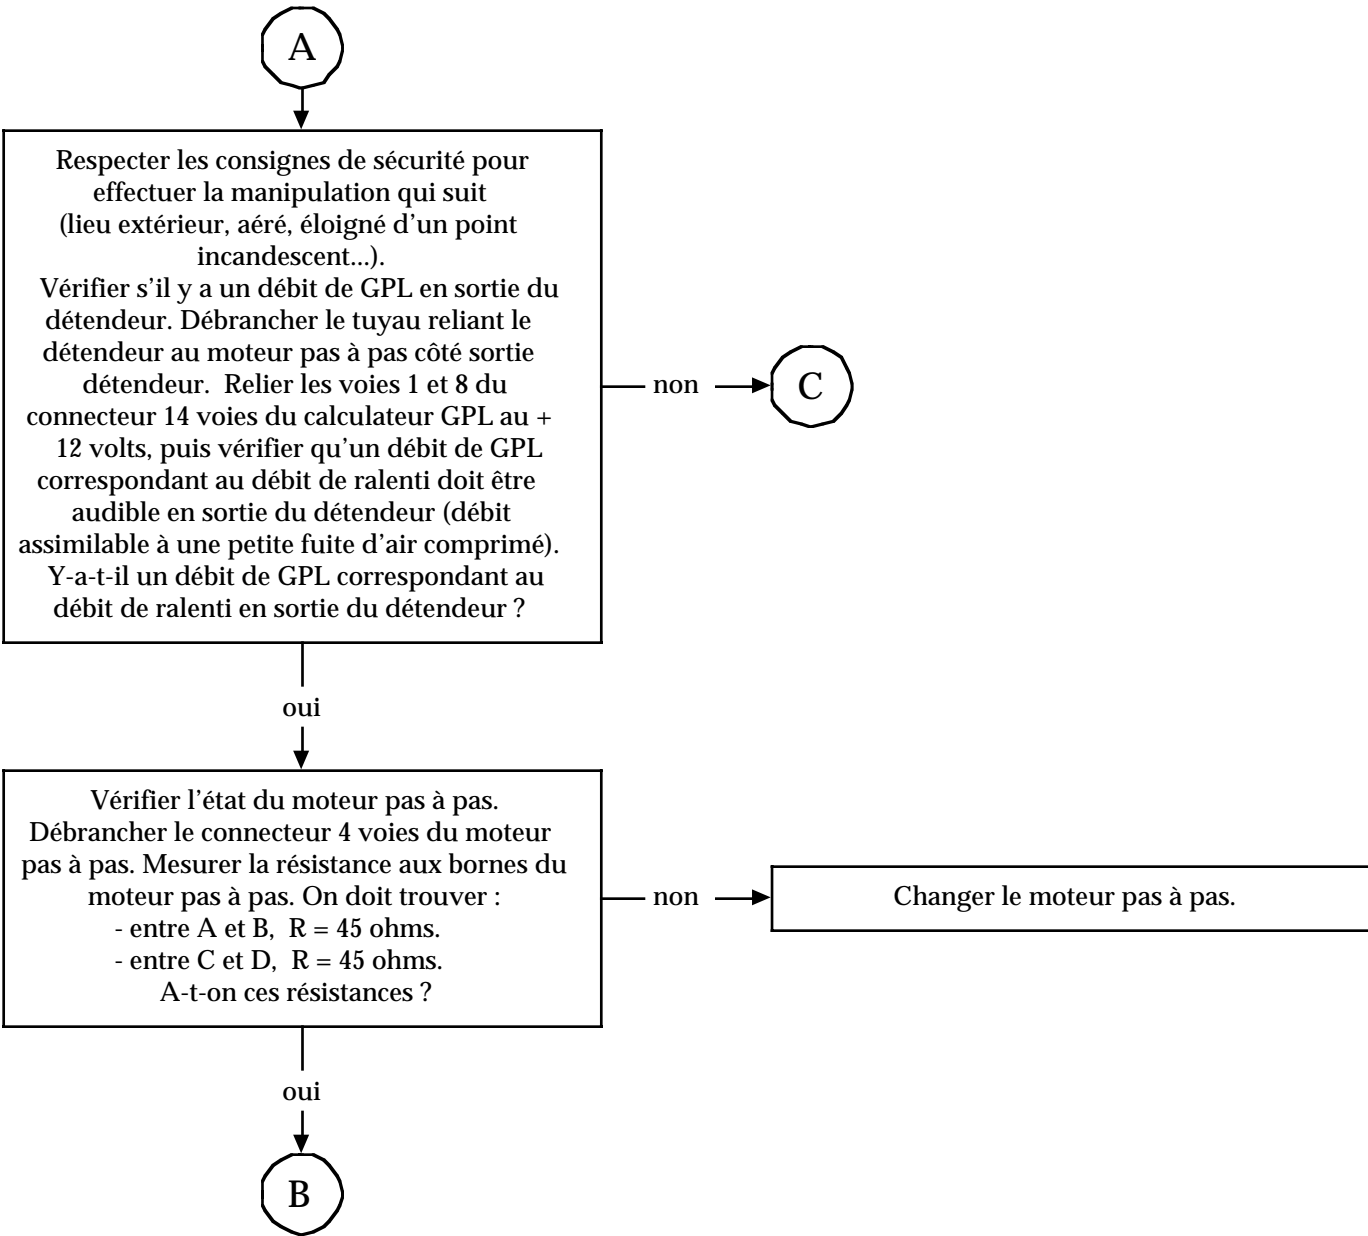 A
Respecter les consignes de sécurité pour
effectuer la manipulation qui suit
(lieu extérieur, aéré, éloigné d’un point
incandescent...).
Vérifier s’il y a un débit de GPL en sortie du
détendeur. Débrancher le tuyau reliant le
détendeur au moteur pas à pas côté sortie
détendeur. Relier les voies 1 et 8 du
connecteur 14 voies du calculateur GPL au +
12 volts, puis vérifier qu’un débit de GPL
correspondant au débit de ralenti doit être
audible en sortie du détendeur (débit
assimilable à une petite fuite d’air comprimé).
Y-a-t-il un débit de GPL correspondant au
débit de ralenti en sortie du détendeur ?
non
C
oui
Vérifier l’état du moteur pas à pas.
Débrancher le connecteur 4 voies du moteur
pas à pas. Mesurer la résistance aux bornes du
moteur pas à pas. On doit trouver :
- entre A et B, R = 45 ohms.
- entre C et D, R = 45 ohms.
A-t-on ces résistances ?
non
Changer le moteur pas à pas.
oui
B